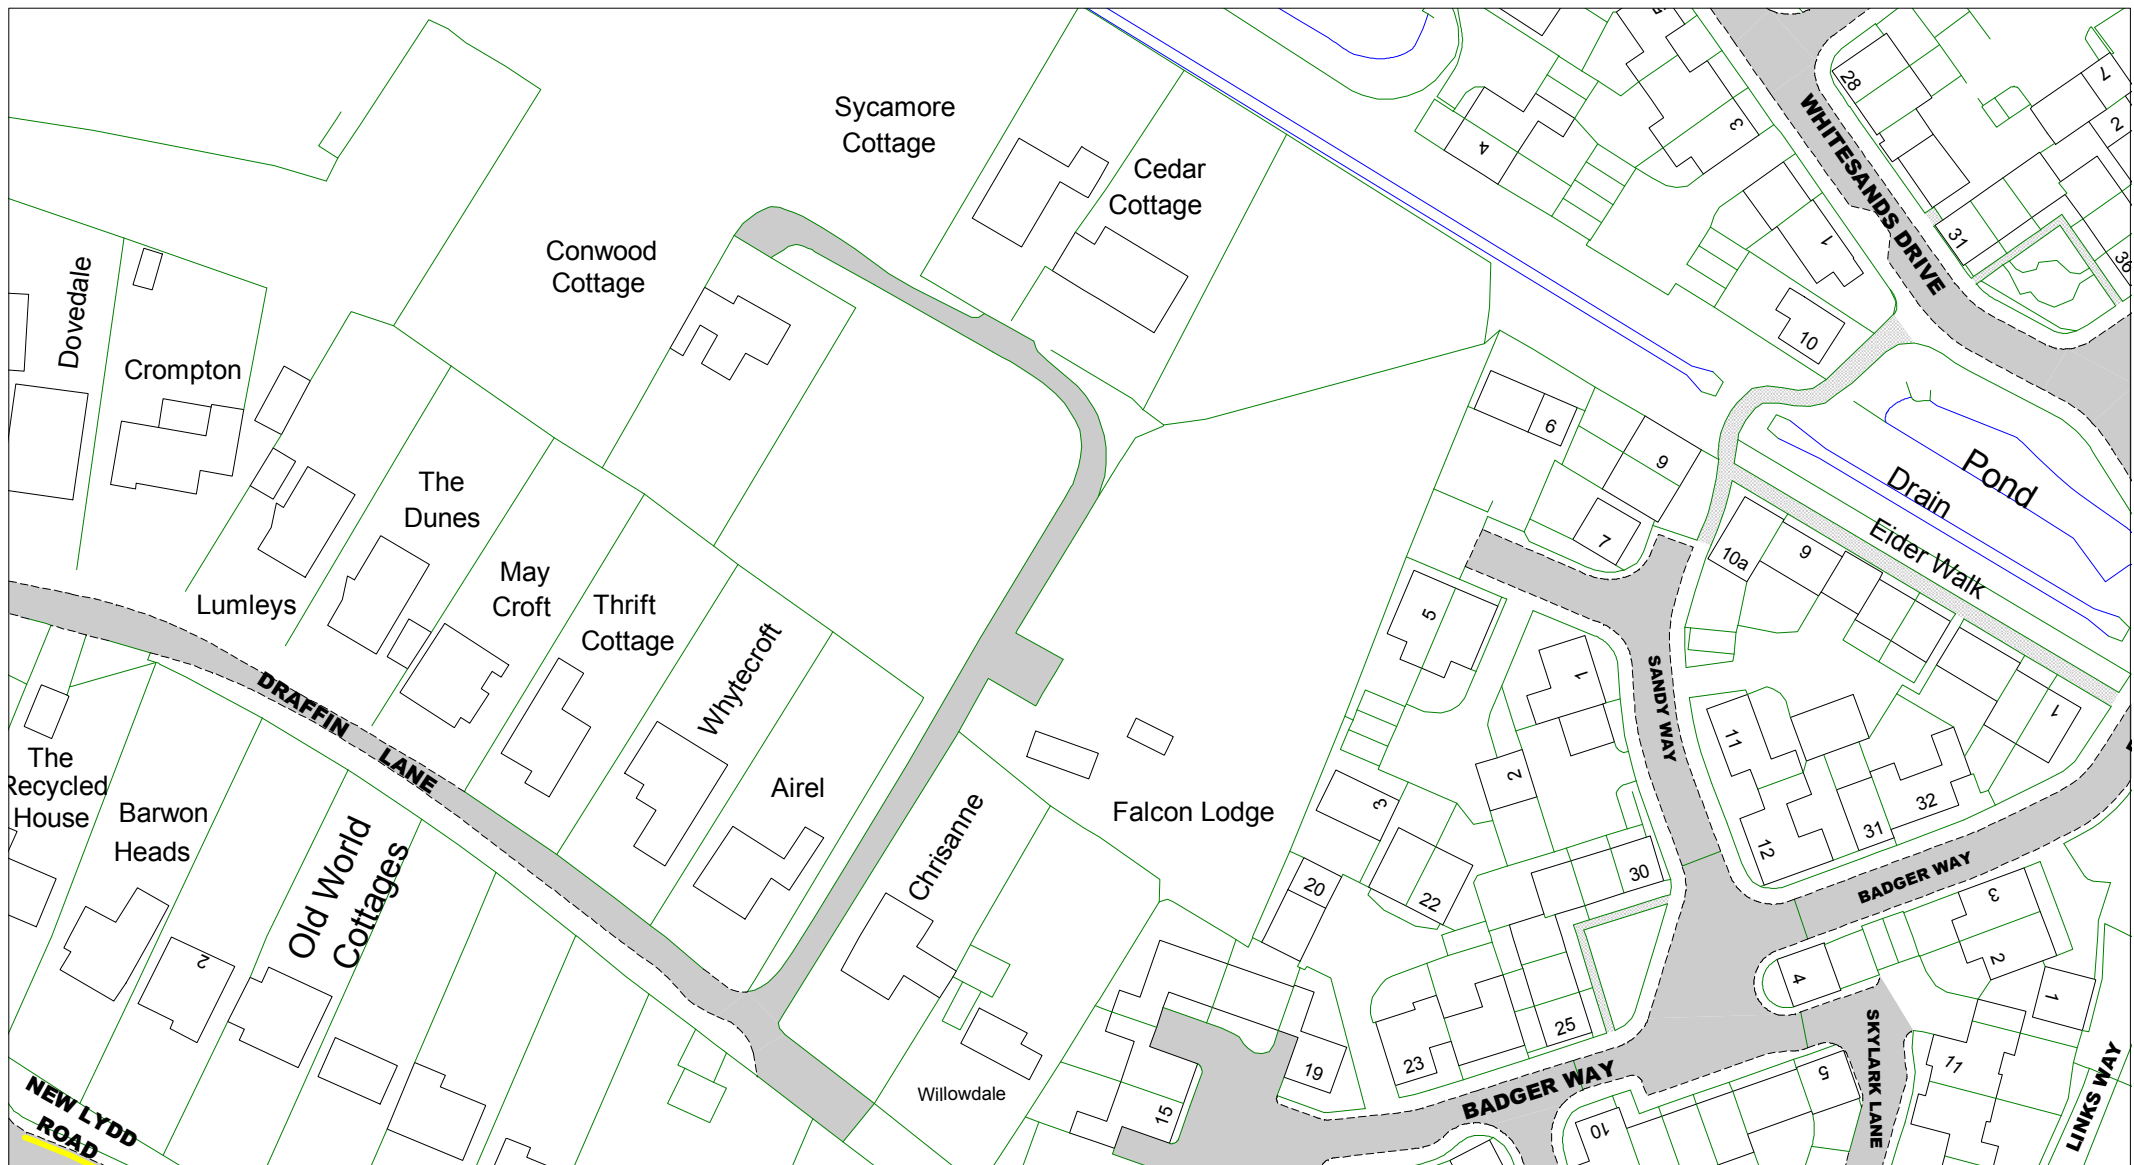 Sycamore
Cottage
Cedar
Cottage
Conwood
Cottage
Dovedale
Crompton
The
Dunes
May
Croft
Thrift
Cottage
Lumleys
Whytecroft
Airel
Chrisanne
Falcon Lodge
Willowdale
The
Recycled
House
Barwon
Heads
Old World
Cottages
2
DRAFFIN LANE
NEW LYDD
ROAD
WHITESANDS DRIVE
28
7
2
31
36
3
4
1
10
Pond
Drain
Eider Walk
6
9
7
10a
9
1
5
1
2
3
SANDY WAY
11
12
31
32
20
22
30
25
23
19
15
BADGER WAY
BADGER WAY
3
2
4
1
11
5
10
SKYLARK LANE
LINKS WAY